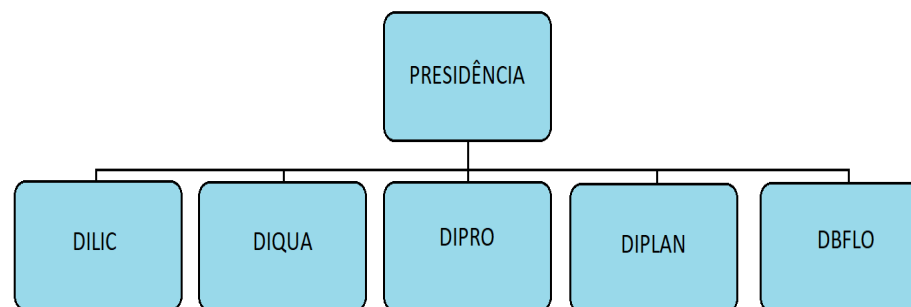 PRESIDÊNCIA
DILIC
DIQUA
DIPRO
DIPLAN
DBFLO